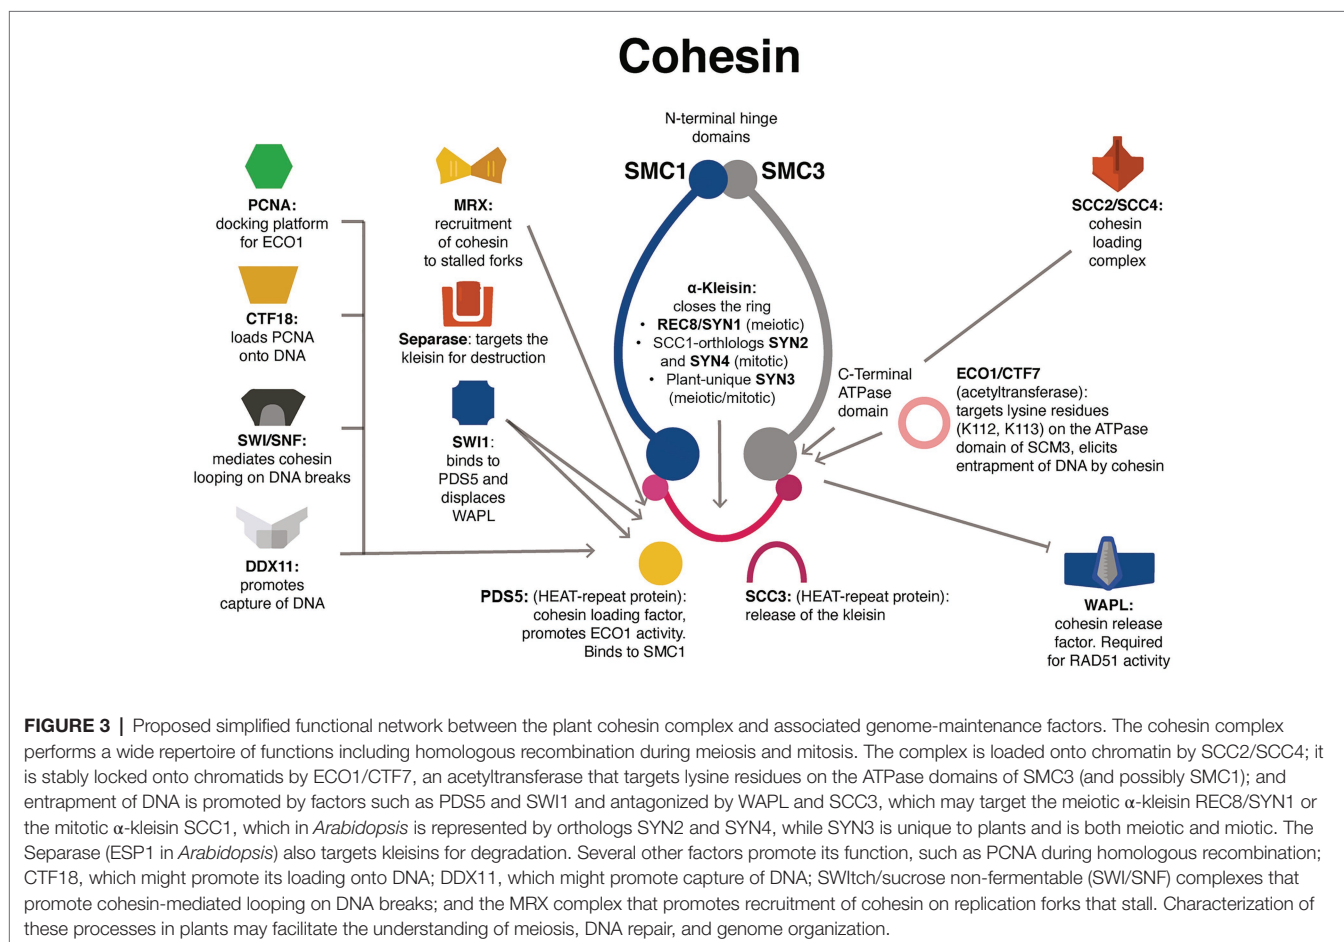 Cohesin
N-terminal hinge
domains
SMC1
SMC3
PCNA:
docking platform
for ECO1
CTF18:
loads PCNA
onto DNA
SWI/SNF:
mediates cohesin
looping on DNA breaks
DDX11:
promotes
capture of DNA
MRX:
recruitment
of cohesin
to stalled forks
Separase: targets the
kleisin for destruction
SWI1:
binds to
PDS5 and
displaces
WAPL
α-Kleisin:
closes the ring
• REC8/SYN1 (meiotic)
• SCC1-orthlologs SYN2
and SYN4 (mitotic)
• Plant-unique SYN3
(meiotic/mitotic)
C-Terminal
ATPase
domain
SCC2/SCC4:
cohesin
loading
complex
ECO1/CTF7
(acetyltransferase):
targets lysine residues
(K112, K113) on the ATPase
domain of SCM3, elicits
entrapment of DNA by cohesin
PDS5: (HEAT-repeat protein):
cohesin loading factor,
promotes ECO1 activity.
Binds to SMC1
SCC3: (HEAT-repeat protein):
release of the kleisin
WAPL:
cohesin release
factor. Required
for RAD51 activity
FIGURE 3 | Proposed simplified functional network between the plant cohesin complex and associated genome-maintenance factors. The cohesin complex
performs a wide repertoire of functions including homologous recombination during meiosis and mitosis. The complex is loaded onto chromatin by SCC2/SCC4; it
is stably locked onto chromatids by ECO1/CTF7, an acetyltransferase that targets lysine residues on the ATPase domains of SMC3 (and possibly SMC1); and
entrapment of DNA is promoted by factors such as PDS5 and SWI1 and antagonized by WAPL and SCC3, which may target the meiotic α-kleisin REC8/SYN1 or
the mitotic α-kleisin SCC1, which in Arabidopsis is represented by orthologs SYN2 and SYN4, while SYN3 is unique to plants and is both meiotic and miotic. The
Separase (ESP1 in Arabidopsis) also targets kleisins for degradation. Several other factors promote its function, such as PCNA during homologous recombination;
CTF18, which might promote its loading onto DNA; DDX11, which might promote capture of DNA; SWItch/sucrose non-fermentable (SWI/SNF) complexes that
promote cohesin-mediated looping on DNA breaks; and the MRX complex that promotes recruitment of cohesin on replication forks that stall. Characterization of
these processes in plants may facilitate the understanding of meiosis, DNA repair, and genome organization.